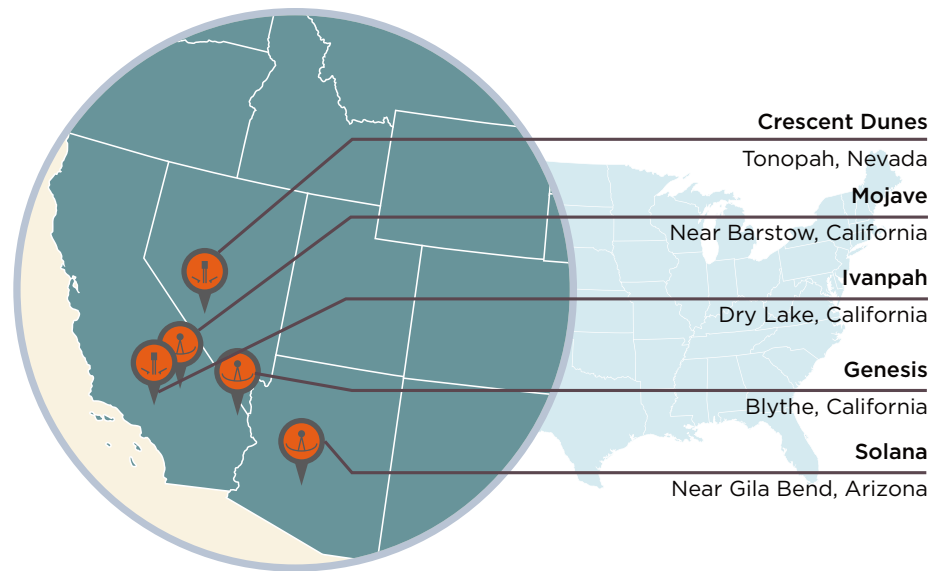 Crescent Dunes
Tonopah, Nevada
Mojave
Near Barstow, California
Ivanpah
Dry Lake, California
Genesis
Blythe, California
Solana
Near Gila Bend, Arizona